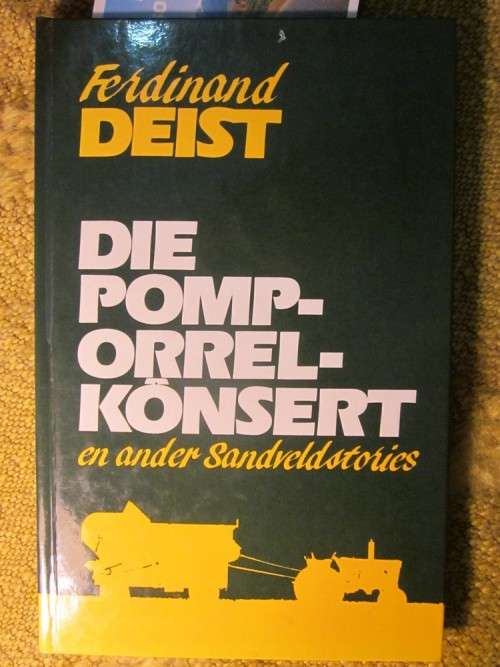 Ferdinand
DEIST
DIE
POMP-
ORREL-
KÖNSERT
en ander Sandveldstories